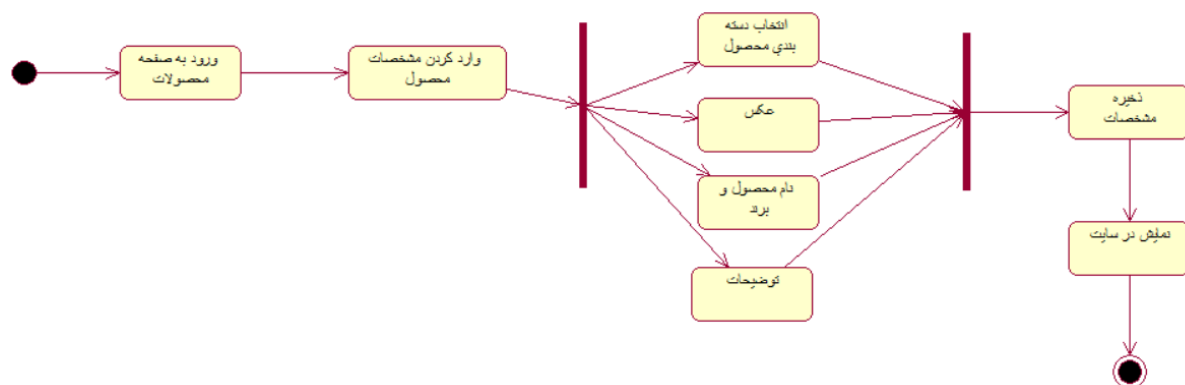 ورود به صفحه
محصولات
وارد کردن مشخصات
محصول
انتخاب دسته
بندي محصول
عکس
نام محصول و
برند
توضیحات
ذخیره
مشخصات
نمایش در سایت